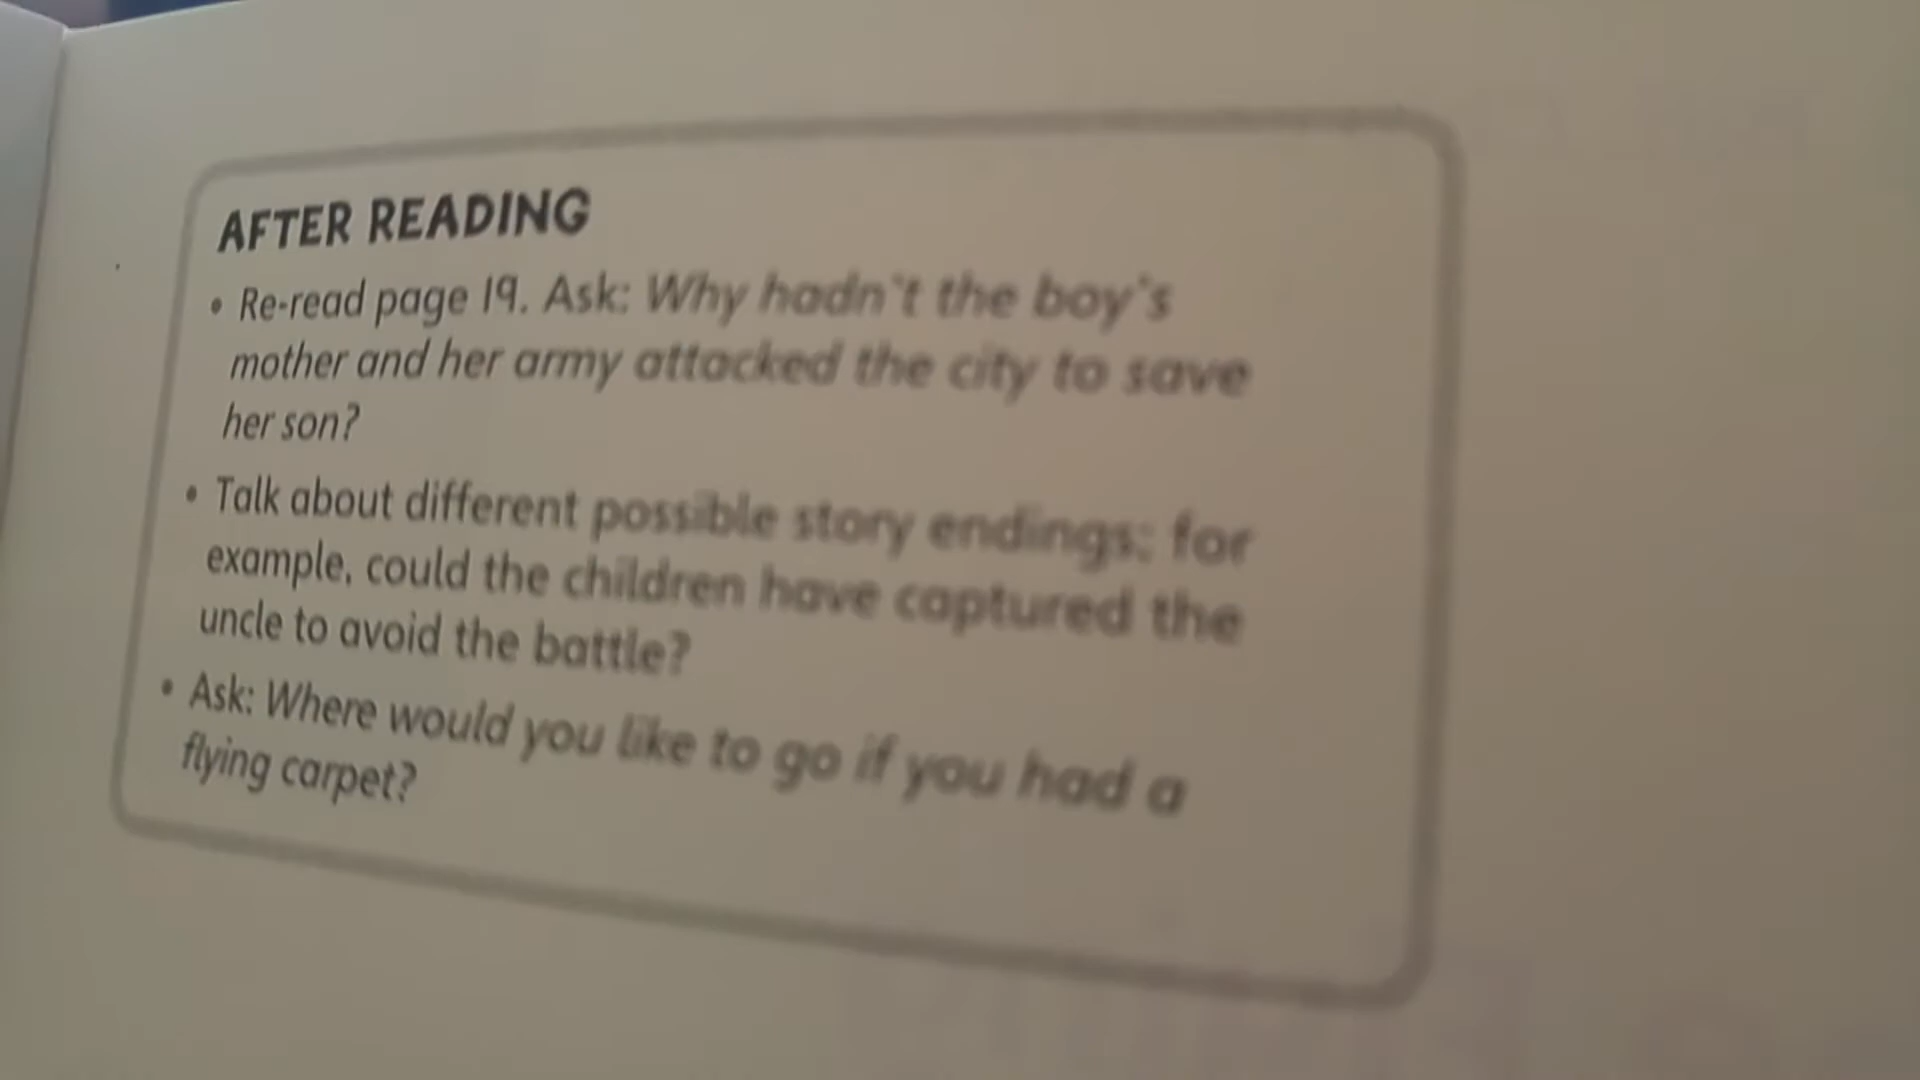 AFTER READING
• Re-read page 19. Ask: Why hadn't the boy's
mother and her army attacked the city to save
her son?
• Talk about different possible story endings: for
example, could the children have captured the
uncle to avoid the battle?
• Ask: Where would you like to go if you had a
flying carpet?